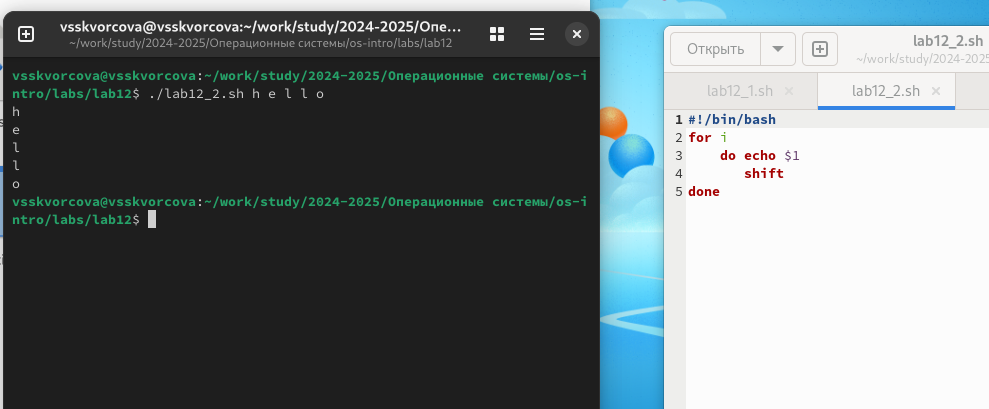 vsskvorcova@vsskvorcova:~/work/study/2024-2025/Опе...
~/work/study/2024-2025/Операционные системы/os-intro/labs/lab12
vsskvorcova@vsskvorcova:~/work/study/2024-2025/Операционные системы/os-i
ntro/labs/lab12$ ./lab12_2.sh h e l l o
h
e
l
l
o
vsskvorcova@vsskvorcova:~/work/study/2024-2025/Операционные системы/os-i
ntro/labs/lab12$
Открыть
lab12_2.sh
~/work/study/2024-2025
lab12_1.sh
lab12_2.sh
1 #!/bin/bash
2 for i
3     do echo $1
4        shift
5 done